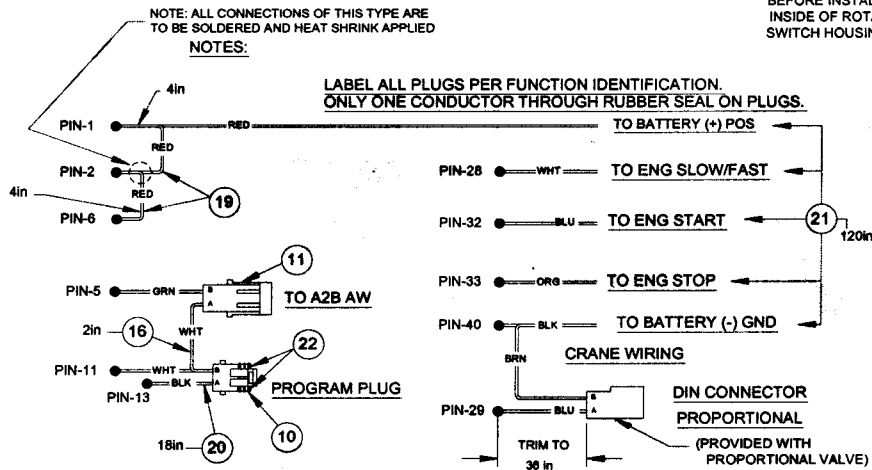 NOTE: ALL CONNECTIONS OF THIS TYPE ARE
TO BE SOLDERED AND HEAT SHRINK APPLIED
NOTES:
BEFORE INSTAL
INSIDE OF ROTA
SWITCH HOUSIN
LABEL ALL PLUGS PER FUNCTION IDENTIFICATION.
ONLY ONE CONDUCTOR THROUGH RUBBER SEAL ON PLUGS.
4in
PIN-1
RED
TO BATTERY (+) POS
RED
PIN-2
RED
4in
PIN-6
19
PIN-28
WHT
TO ENG SLOW/FAST
PIN-32
BLU
TO ENG START
21
120in
PIN-33
ORG
TO ENG STOP
PIN-40
BLK
TO BATTERY (-) GND
BRN
CRANE WIRING
PIN-29
BLU
B
A
DIN CONNECTOR
PROPORTIONAL
(PROVIDED WITH
PROPORTIONAL VALVE)
TRIM TO
36 in
11
PIN-5
GRN
B
A
TO A2B AW
2in
16
WHT
22
PIN-11
WHT
B
A
PROGRAM PLUG
PIN-13
BLK
18in
20
10